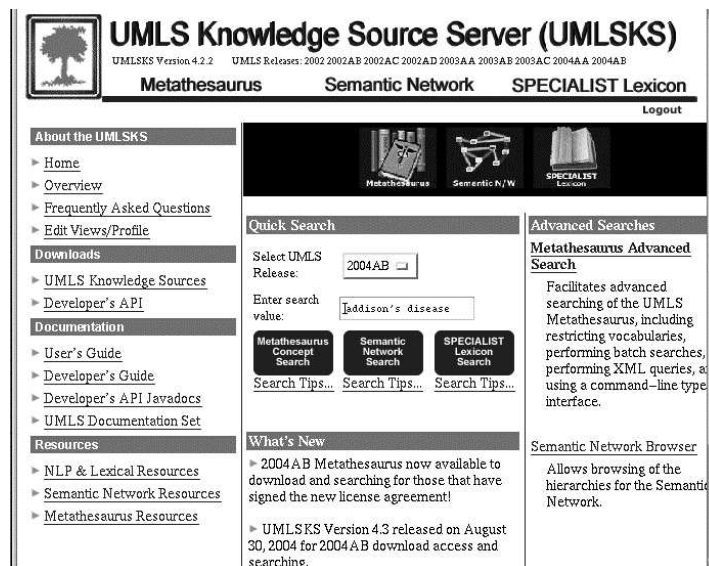 UMLS Knowledge Source Server (UMLSKS)
UMLSKS Version 4.2.2 UMLS Releases: 2002 2002AB 2002AC 2002AD 2003AA 2003AB 2003AC 2004AA 2004AB
Metathesaurus Semantic Network SPECIALIST Lexicon
Logout
About the UMLSKS
Home
Overview
Frequently Asked Questions
Edit Views/Profile
Downloads
UMLS Knowledge Sources
Developer's API
Documentation
User's Guide
Developer's Guide
Developer's API Javadocs
UMLS Documentation Set
Resources
NLP & Lexical Resources
Semantic Network Resources
Metathesaurus Resources
Metathesaurus
Semantic N/W
SPECIALIST
Lexicon
Quick Search
Select UMLS
Release:
2004AB
Enter search
value:
addison's disease
Metathesaurus
Concept
Search
Semantic
Network
Search
SPECIALIST
Lexicon
Search
Search Tips... Search Tips... Search Tips...
What's New
2004AB Metathesaurus now available to
download and searching for those that have
signed the new license agreement!
UMLSKS Version 4.3 released on August
30, 2004 for 2004AB download access and
searching.
Advanced Searches
Metathesaurus Advanced
Search
Facilitates advanced
searching of the UMLS
Metathesaurus, including
restricting vocabularies,
performing batch searches,
performing XML queries, a
using a command-line type
interface.
Semantic Network Browser
Allows browsing of the
hierarchies for the Semantic
Network.